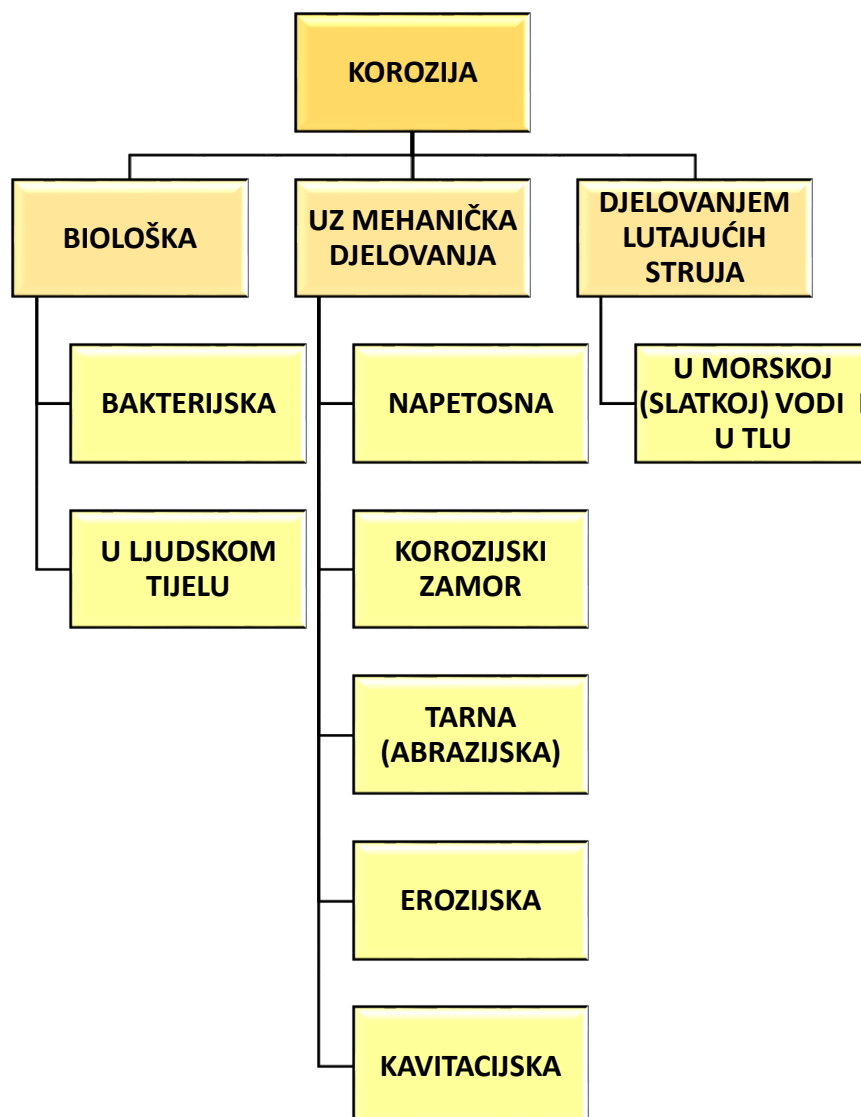 KOROZIJA
BIOLOŠKA
UZ MEHANIČKA
DJELOVANJA
DJELOVANJEM
LUTAJUĆIH
STRUJA
BAKTERIJSKA
U LJUDSKOM
TIJELU
NAPETOSNA
KOROZIJSKI
ZAMOR
TARNA
(ABRAZIJSKA)
EROZIJSKA
KAVITACIJSKA
U MORSKOJ
(SLATKOJ) VODI I
U TLU